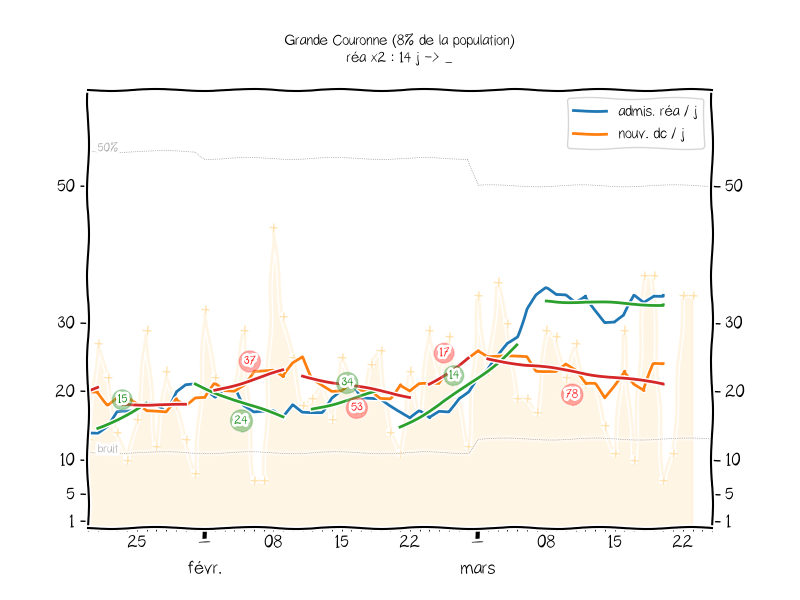 Grande Couronne (8% de la population)
réa x2 : 14 j -> _
admis. réa / j
nouv. dc / j
50%
50 50
30 30
37
17
14
34
15
53
78
24
20 20
bruit
10 10
5 5
1 1
25 1 08 15 22 1 08 15 22
févr. mars